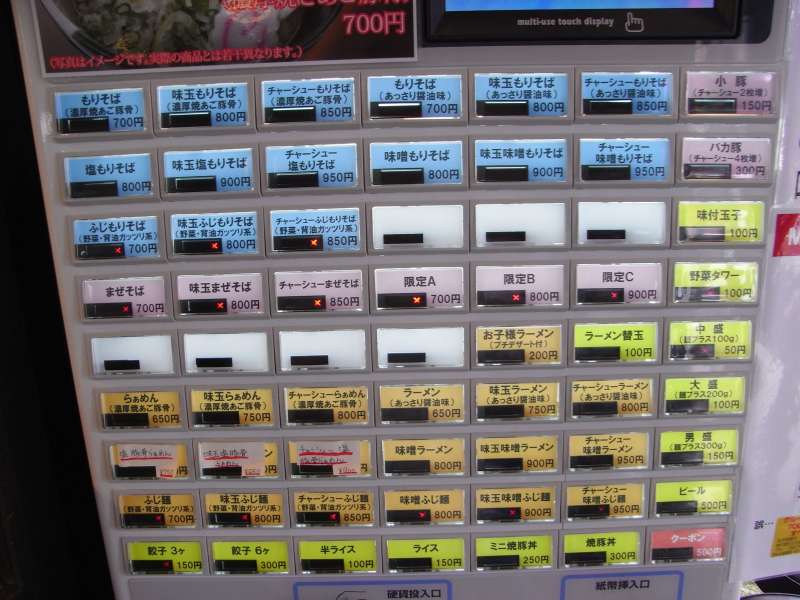 700円
(写真はイメージです。実際の商品とは若干異なります。)
multi-use touch display
もりそば
(濃厚焼あご豚骨)
700円
味玉もりそば
(濃厚焼あご豚骨)
800円
チャーシューもりそば
(濃厚焼あご豚骨)
850円
もりそば
(あっさり醤油味)
700円
味玉もりそば
(あっさり醤油味)
800円
チャーシューもりそば
(あっさり醤油味)
850円
小豚
(チャーシュー2枚増)
150円
塩もりそば
800円
味玉塩もりそば
900円
チャーシュー
塩もりそば
950円
味噌もりそば
800円
味玉味噌もりそば
900円
チャーシュー
味噌もりそば
950円
バカ豚
(チャーシュー4枚増)
300円
ふじもりそば
(野菜・背油ガッツリ系)
700円
味玉ふじもりそば
(野菜・背油ガッツリ系)
800円
チャーシューふじもりそば
(野菜・背油ガッツリ系)
850円
味付玉子
100円
まぜそば
700円
味玉まぜそば
800円
チャーシューまぜそば
850円
限定A
700円
限定B
800円
限定C
900円
野菜タワー
100円
お子様ラーメン
(プチデザート付)
200円
ラーメン替玉
100円
中盛
(麺プラス100g)
50円
らぁめん
(濃厚焼あご豚骨)
650円
味玉らぁめん
(濃厚焼あご豚骨)
750円
チャーシューらぁめん
(濃厚焼あご豚骨)
800円
ラーメン
(あっさり醤油味)
650円
味玉ラーメン
(あっさり醤油味)
750円
チャーシューラーメン
(あっさり醤油味)
800円
大盛
(麺プラス200g)
100円
味噌ラーメン
800円
味玉味噌ラーメン
900円
チャーシュー
味噌ラーメン
950円
男盛
(麺プラス300g)
150円
ふじ麺
(野菜・背油ガッツリ系)
700円
味玉ふじ麺
(野菜・背油ガッツリ系)
800円
チャーシューふじ麺
(野菜・背油ガッツリ系)
850円
味噌ふじ麺
800円
味玉味噌ふじ麺
900円
チャーシュー
味噌ふじ麺
950円
ビール
500円
餃子 3ヶ
150円
餃子 6ヶ
300円
半ライス
100円
ライス
150円
ミニ焼豚丼
250円
焼豚丼
300円
クーポン
500円
硬貨投入口
紙幣挿入口